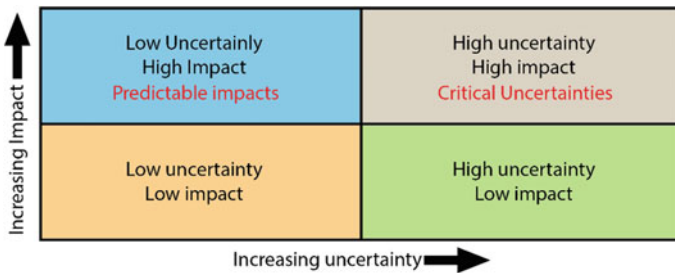 Increasing Impact
Low Uncertainly
High Impact
Predictable impacts
High uncertainty
High impact
Critical Uncertainties
Low uncertainty
Low impact
High uncertainty
Low impact
Increasing uncertainty